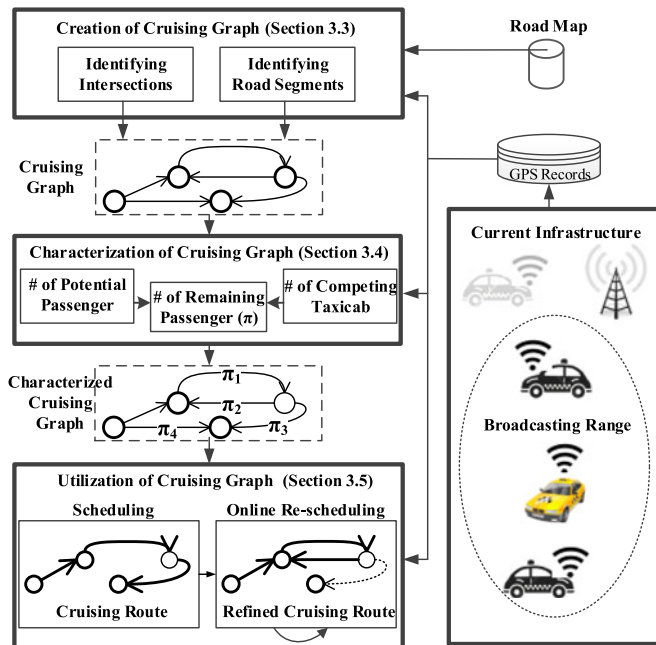 Creation of Cruising Graph (Section 3.3)
Identifying
Intersections
Identifying
Road Segments
Road Map
GPS Records
Cruising
Graph
Characterization of Cruising Graph (Section 3.4)
# of Potential
Passenger
# of Remaining
Passenger (π)
# of Competing
Taxicab
Current Infrastructure
Broadcasting Range
Characterized
Cruising
Graph
π1
π2
π3
π4
Utilization of Cruising Graph (Section 3.5)
Scheduling
Cruising Route
Online Re-scheduling
Refined Cruising Route